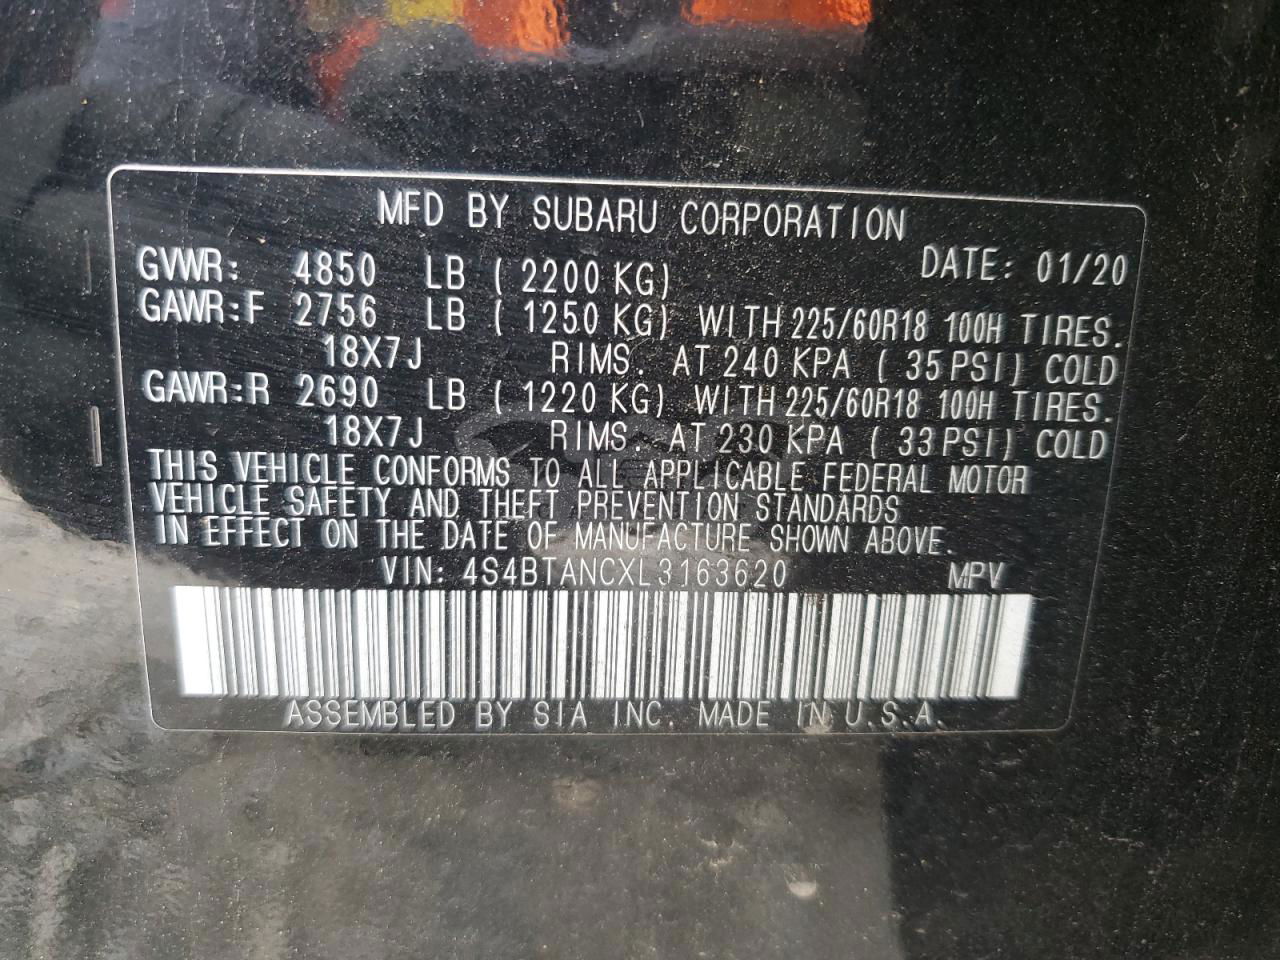 MFD BY SUBARU CORPORATION
GVWR: 4850 LB ( 2200 KG) DATE: 01/20
GAWR:F 2756 LB ( 1250 KG) WITH 225/60R18 100H TIRES.
18X7J RIMS. AT 240 KPA ( 35 PSI) COLD
GAWR:R 2690 LB ( 1220 KG) WITH 225/60R18 100H TIRES.
18X7J RIMS. AT 230 KPA ( 33 PSI) COLD
THIS VEHICLE CONFORMS TO ALL APPLICABLE FEDERAL MOTOR
VEHICLE SAFETY AND THEFT PREVENTION STANDARDS
IN EFFECT ON THE DATE OF MANUFACTURE SHOWN ABOVE.
VIN: 4S4BTANCXL3163620 MPV
ASSEMBLED BY SIA INC. MADE IN U.S.A.